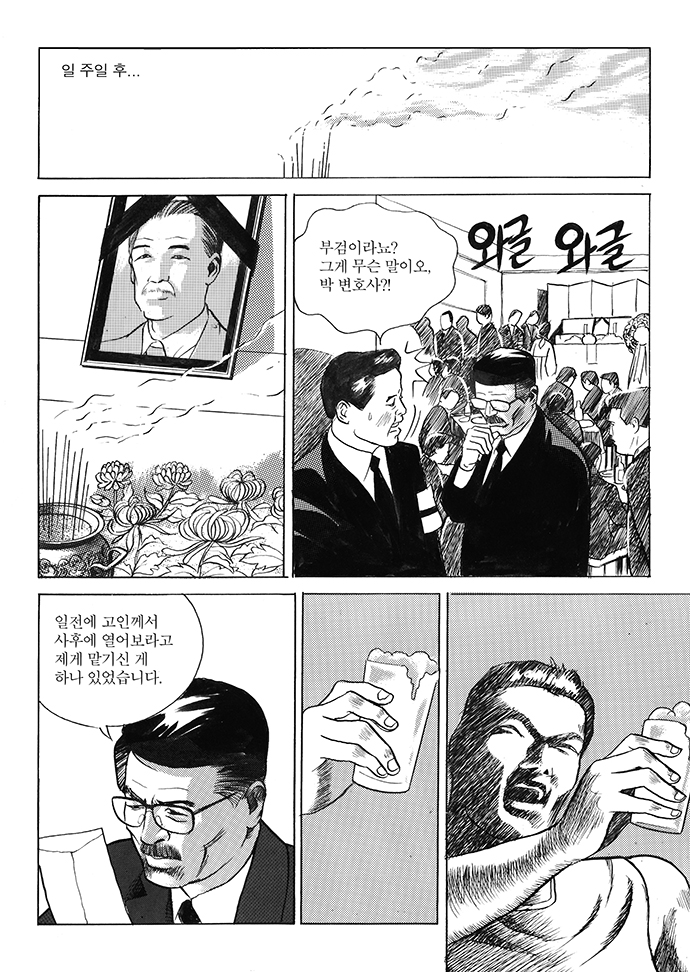 일 주일 후...
부검이라뇨?
그게 무슨 말이오,
박 변호사?!
와글 와글
일전에 고인께서
사후에 열어보라고
제게 맡기신 게
하나 있었습니다.